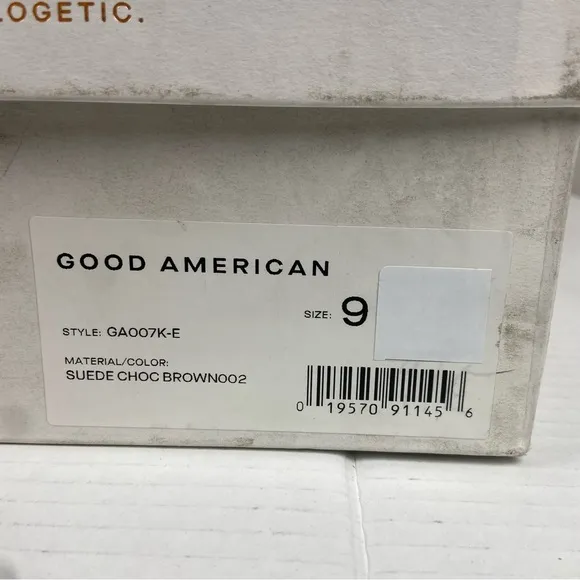 LOGETIC.
GOOD AMERICAN
SIZE: 9
STYLE: GA007K-E
MATERIAL/COLOR:
SUEDE CHOC BROWN002
0 19570 91145 6